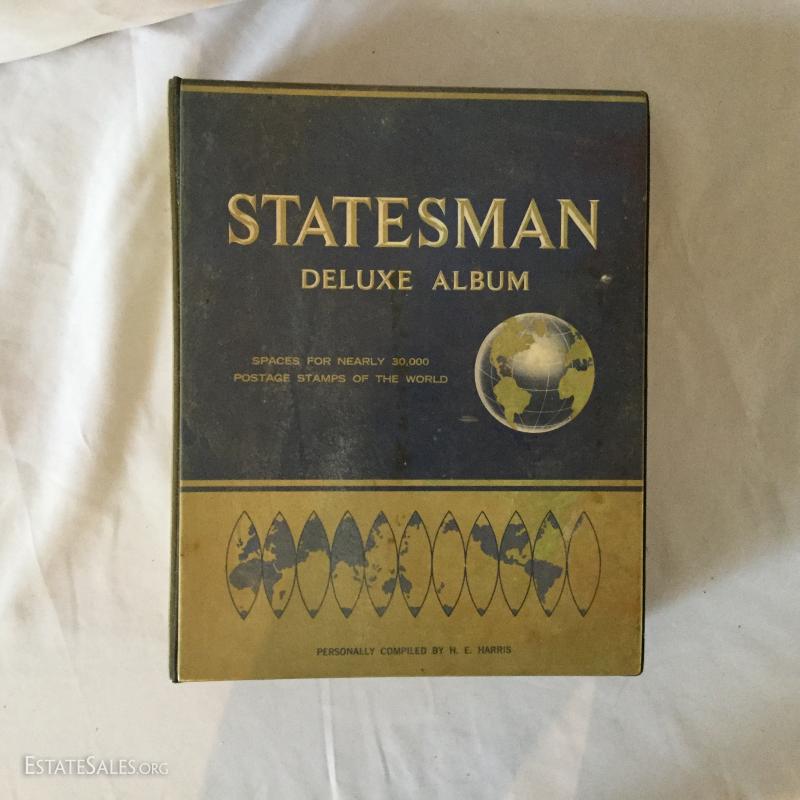 STATESMAN
DELUXE ALBUM
SPACES FOR NEARLY 30,000
POSTAGE STAMPS OF THE WORLD
PERSONALLY COMPILED BY H. E. HARRIS
ESTATESALES.ORG